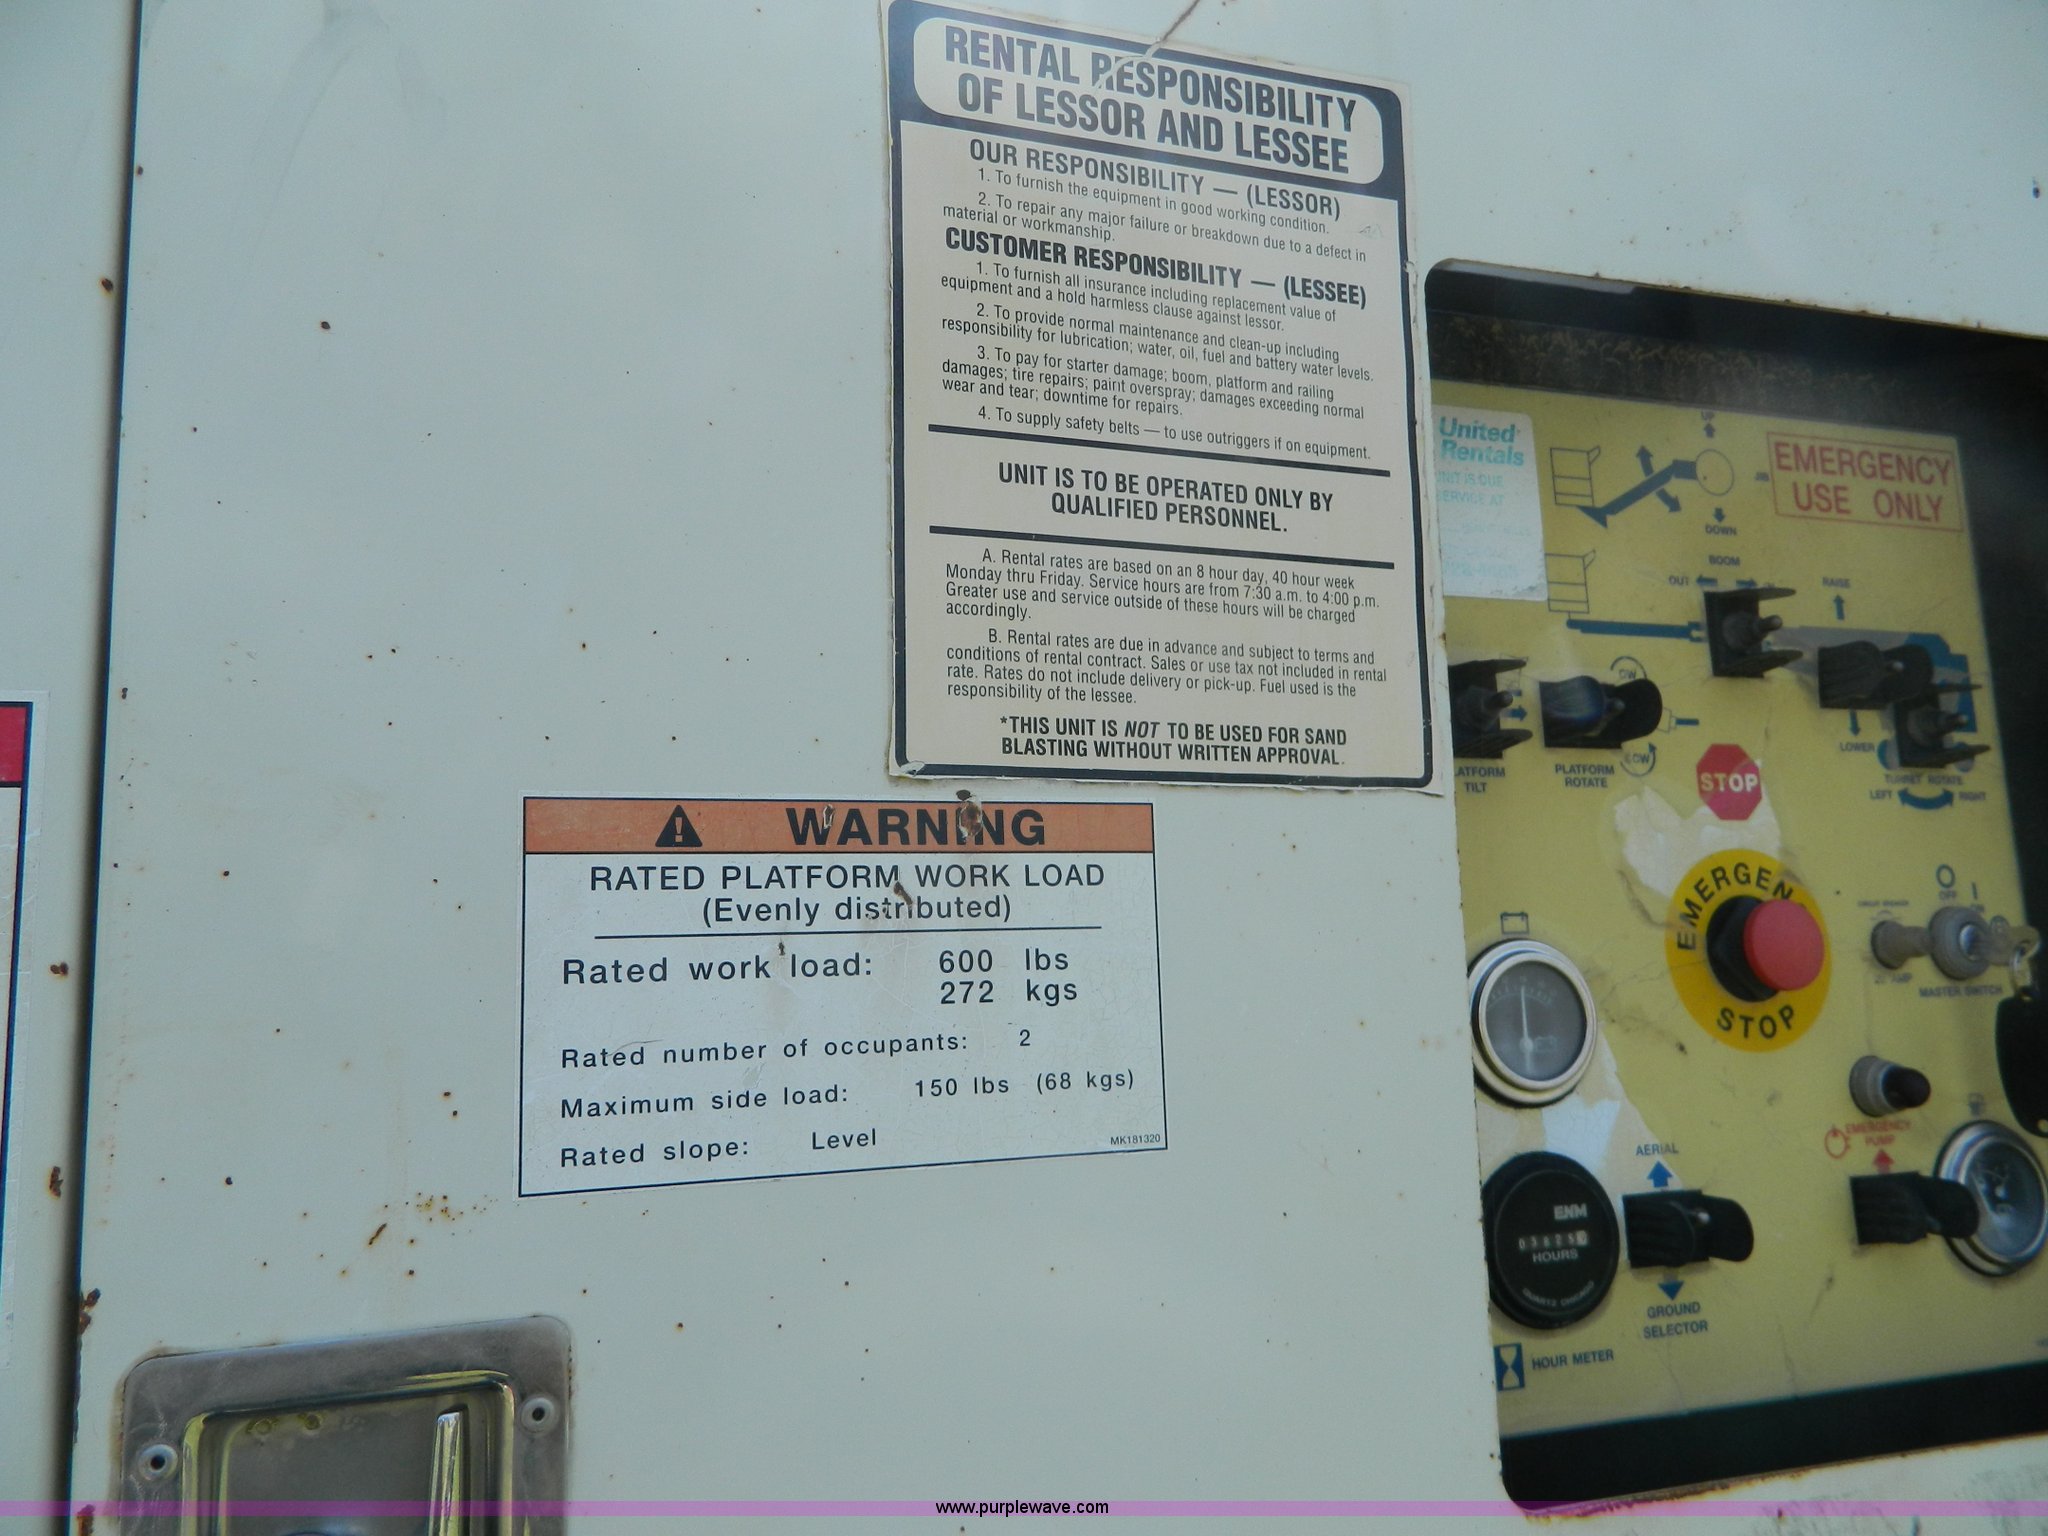 RENTAL RESPONSIBILITY
OF LESSOR AND LESSEE
OUR RESPONSIBILITY — (LESSOR)
1. To furnish the equipment in good working condition.
2. To repair any major failure or breakdown due to a defect in
material or workmanship.
CUSTOMER RESPONSIBILITY — (LESSEE)
1. To furnish all insurance including replacement value of
equipment and a hold harmless clause against lessor.
2. To provide normal maintenance and clean-up including
responsibility for lubrication; water, oil, fuel and battery water levels.
3. To pay for starter damage; boom, platform and railing
damages; tire repairs; paint overspray; damages exceeding normal
wear and tear; downtime for repairs.
4. To supply safety belts — to use outriggers if on equipment.
UNIT IS TO BE OPERATED ONLY BY
QUALIFIED PERSONNEL.
A. Rental rates are based on an 8 hour day, 40 hour week
Monday thru Friday. Service hours are from 7:30 a.m. to 4:00 p.m.
Greater use and service outside of these hours will be charged
accordingly.
B. Rental rates are due in advance and subject to terms and
conditions of rental contract. Sales or use tax not included in rental
rate. Rates do not include delivery or pick-up. Fuel used is the
responsibility of the lessee.
*THIS UNIT IS NOT TO BE USED FOR SAND
BLASTING WITHOUT WRITTEN APPROVAL.
WARNING
RATED PLATFORM WORK LOAD
(Evenly distributed)
Rated work load: 600 lbs
272 kgs
Rated number of occupants: 2
Maximum side load: 150 lbs (68 kgs)
Rated slope: Level
MK181320
United
Rentals
UP
DOWN
EMERGENCY
USE ONLY
BOOM
OUT
RAISE
LOWER
CW
CCW
PLATFORM
ROTATE
TILT
STOP
TURRET ROTATE
LEFT
RIGHT
EMERGENCY
STOP
OFF
MASTER SWITCH
EMERGENCY
PUMP
AERIAL
GROUND
SELECTOR
ENM
HOURS
HOUR METER
www.purplewave.com